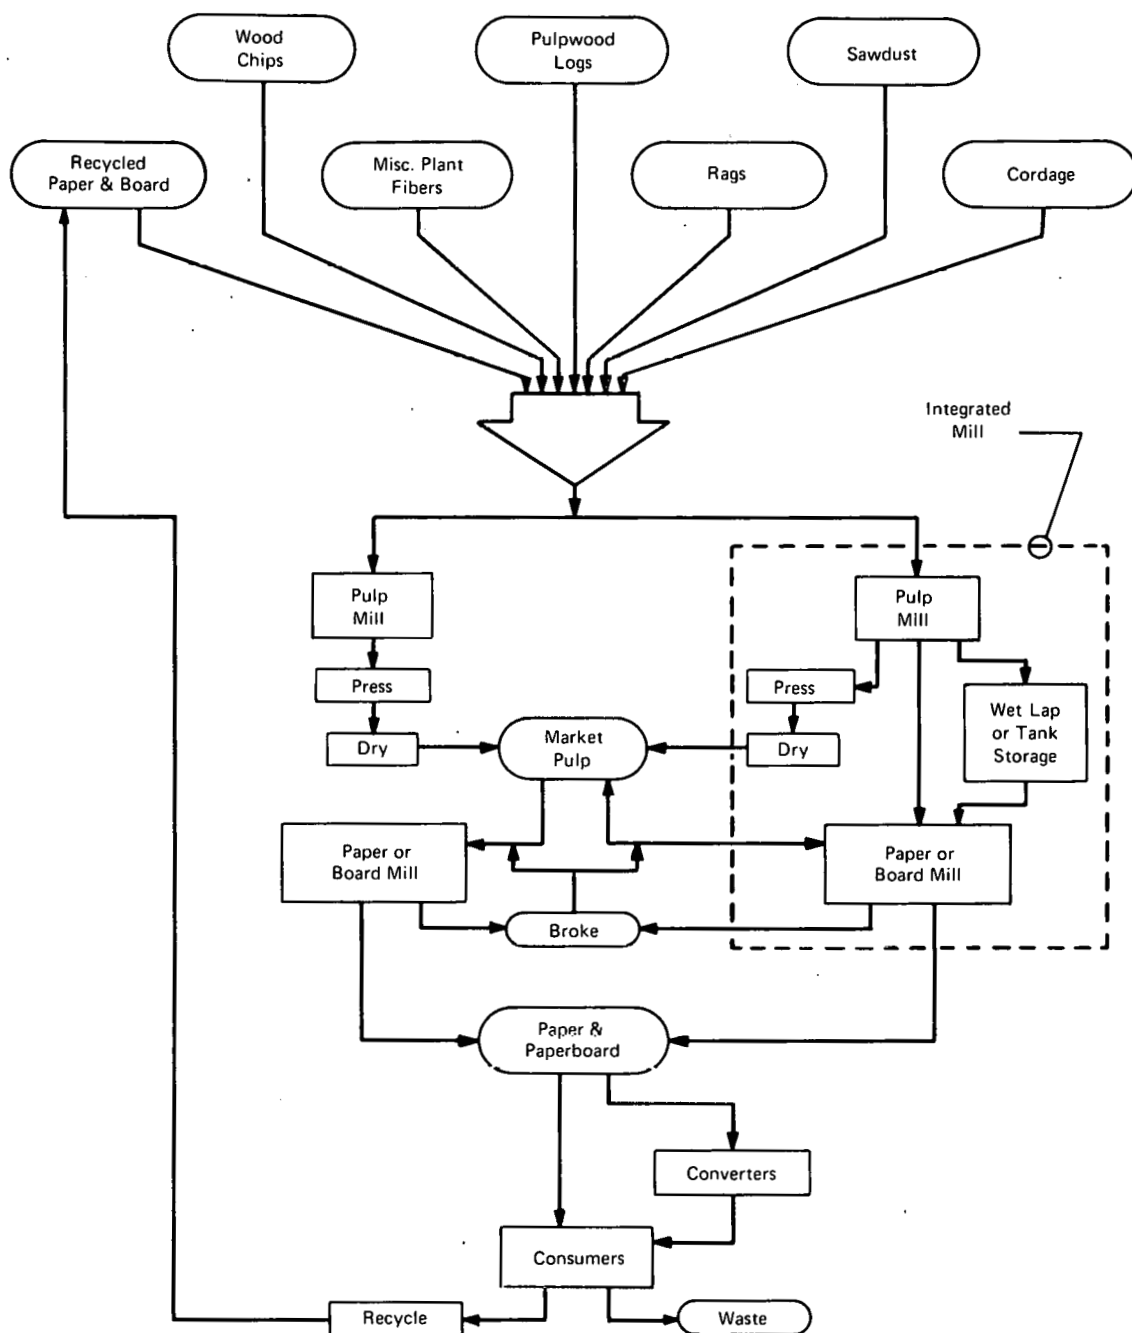 Wood
Chips
Pulpwood
Logs
Sawdust
Recycled
Paper & Board
Misc. Plant
Fibers
Rags
Cordage
Integrated
Mill
Pulp
Mill
Pulp
Mill
Press
Press
Wet Lap
or Tank
Storage
Dry
Market
Pulp
Dry
Paper or
Board Mill
Paper or
Board Mill
Broke
Paper &
Paperboard
Converters
Consumers
Recycle
Waste